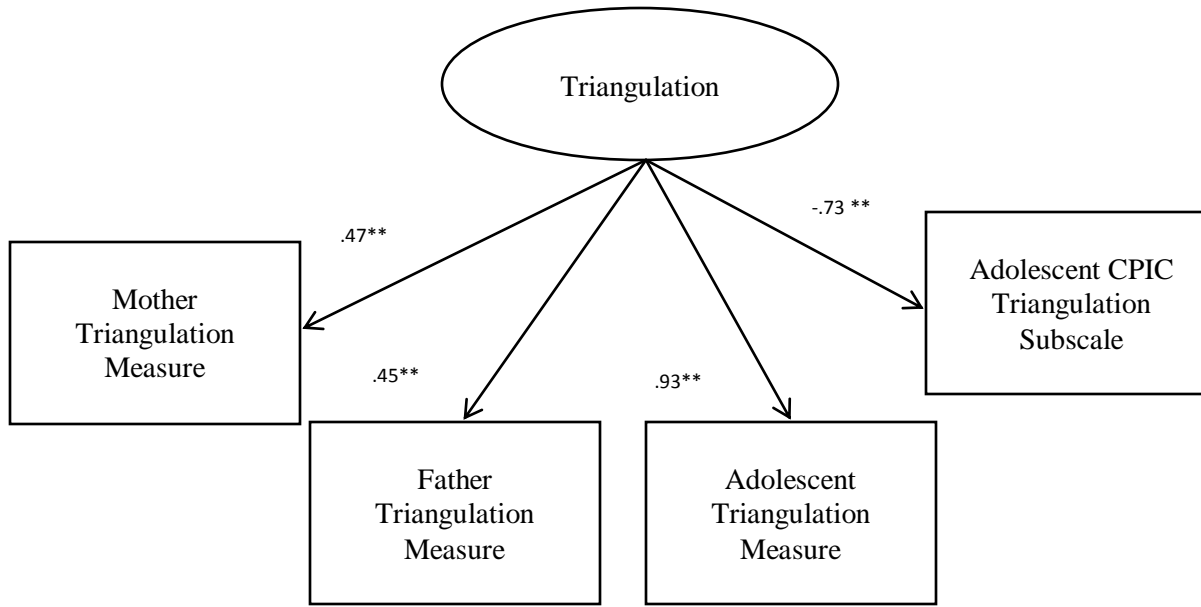 Triangulation
-.73 **
.47**
Adolescent CPIC
Triangulation
Subscale
Mother
Triangulation
Measure
.45**
.93**
Father
Triangulation
Measure
Adolescent
Triangulation
Measure